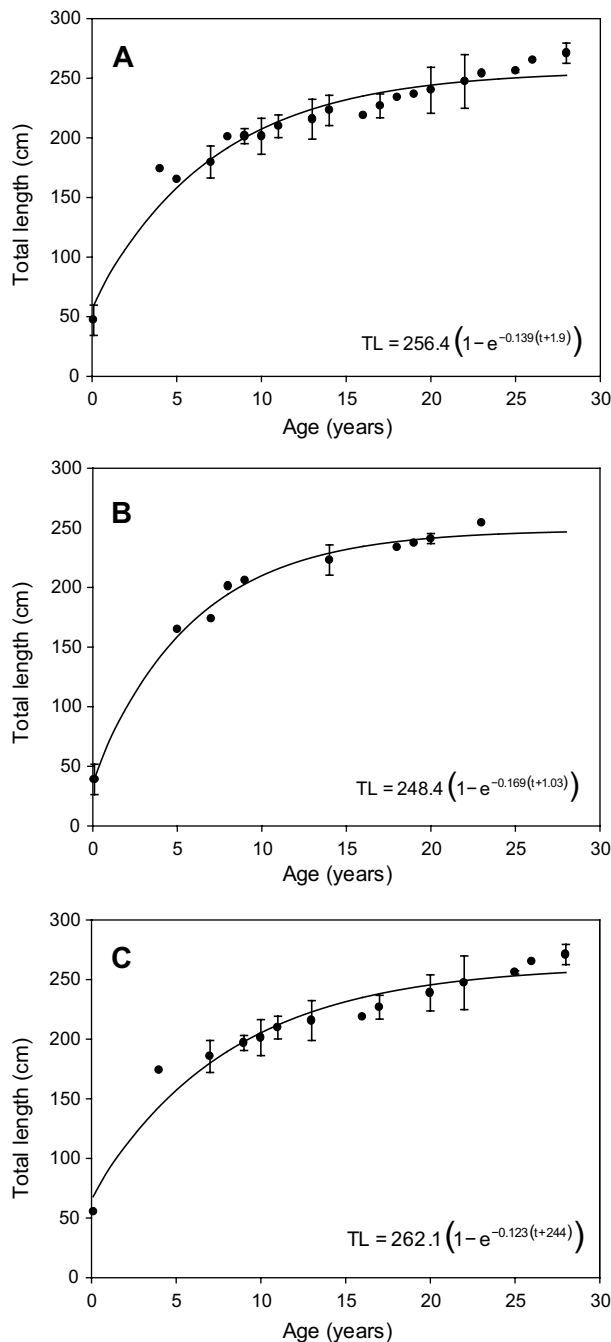 A
300
250
200
150
100
50
0
Total length (cm)
TL = 256.4 (1− e^−0.139(t+1.9))
0 5 10 15 20 25 30
Age (years)
B
300
250
200
150
100
50
0
Total length (cm)
TL = 248.4 (1− e^−0.169(t+1.03))
0 5 10 15 20 25 30
Age (years)
C
300
250
200
150
100
50
0
Total length (cm)
TL = 262.1 (1− e^−0.123(t+244))
0 5 10 15 20 25 30
Age (years)